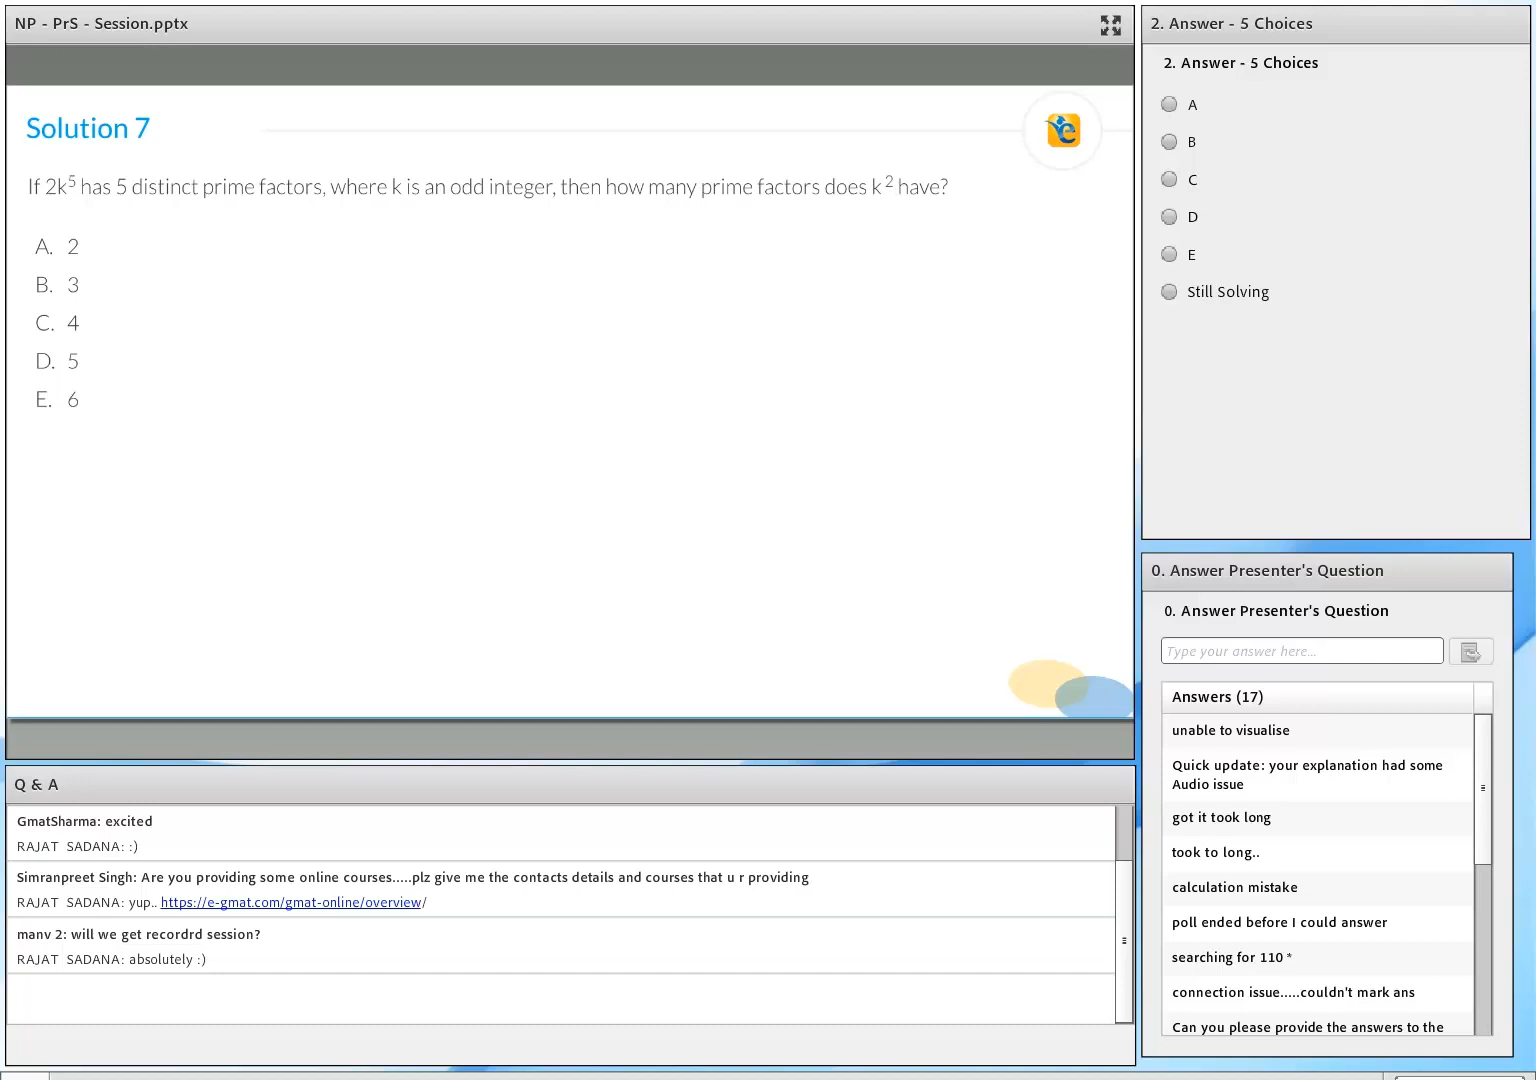 NP - PrS - Session.pptx
Solution 7
If 2k⁵ has 5 distinct prime factors, where k is an odd integer, then how many prime factors does k² have?
A. 2
B. 3
C. 4
D. 5
E. 6
Q & A
GmatSharma: excited
RAJAT SADANA: :)
Simranpreet Singh: Are you providing some online courses.....plz give me the contacts details and courses that u r providing
RAJAT SADANA: yup.. https://e-gmat.com/gmat-online/overview/
manv 2: will we get recordrd session?
RAJAT SADANA: absolutely :)
2. Answer - 5 Choices
2. Answer - 5 Choices
A
B
C
D
E
Still Solving
0. Answer Presenter's Question
0. Answer Presenter's Question
Type your answer here...
Answers (17)
unable to visualise
Quick update: your explanation had some
Audio issue
got it took long
took to long..
calculation mistake
poll ended before I could answer
searching for 110 *
connection issue.....couldn't mark ans
Can you please provide the answers to the